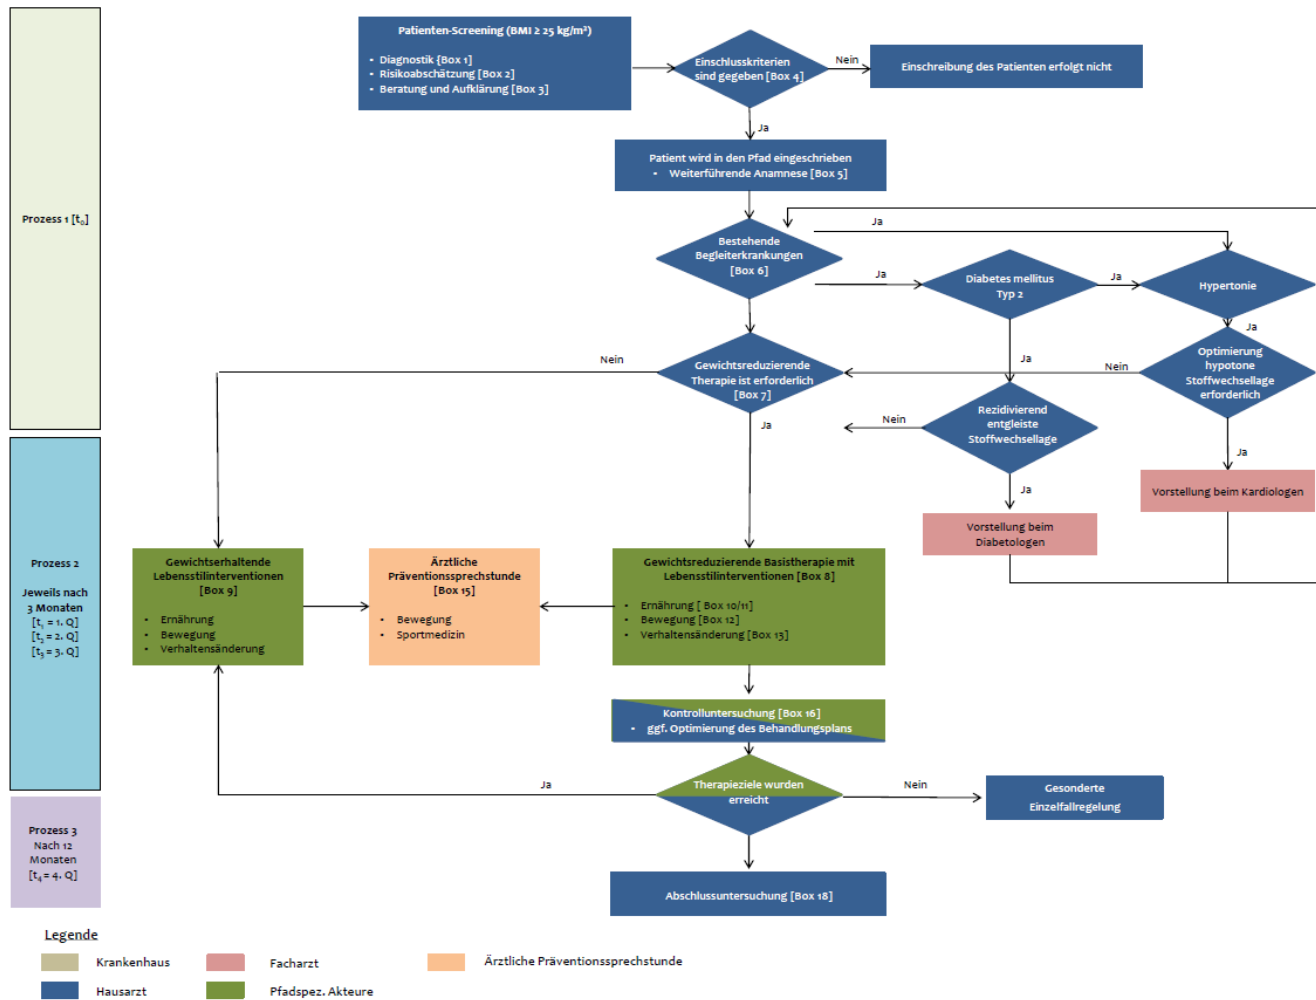 Patienten-Screening (BMI ≥ 25 kg/m²)
• Diagnostik {Box 1]
• Risikoabschätzung [Box 2]
• Beratung und Aufklärung [Box 3]
Einschlusskriterien
sind gegeben [Box 4]
Nein
Einschreibung des Patienten erfolgt nicht
Ja
Patient wird in den Pfad eingeschrieben
• Weiterführende Anamnese [Box 5]
Prozess 1 [t₀]
Ja
Bestehende
Begleiterkrankungen
[Box 6]
Ja
Diabetes mellitus
Typ 2
Ja
Hypertonie
Ja
Nein
Gewichtsreduzierende
Therapie ist erforderlich
[Box 7]
Ja
Nein
Optimierung
hypotone
Stoffwechsellage
erforderlich
Nein
Rezidivierend
entgleiste
Stoffwechsellage
Ja
Ja
Ja
Vorstellung beim Kardiologen
Vorstellung beim
Diabetologen
Prozess 2
Jeweils nach
3 Monaten
[t₁ = 1. Q]
[t₂ = 2. Q]
[t₃ = 3. Q]
Gewichtserhaltende
Lebensstilinterventionen
[Box 9]
• Ernährung
• Bewegung
• Verhaltensänderung
Ärztliche
Präventionssprechstunde
[Box 15]
• Bewegung
• Sportmedizin
Gewichtsreduzierende Basistherapie mit
Lebensstilinterventionen [Box 8]
• Ernährung [ Box 10/11]
• Bewegung [Box 12]
• Verhaltensänderung [Box 13]
Kontrolluntersuchung [Box 16]
• ggf. Optimierung des Behandlungsplans
Ja
Therapieziele wurden
erreicht
Nein
Gesonderte
Einzelfallregelung
Prozess 3
Nach 12
Monaten
[t₄ = 4. Q]
Abschlussuntersuchung [Box 18]
Legende
Krankenhaus
Facharzt
Ärztliche Präventionssprechstunde
Hausarzt
Pfadspez. Akteure